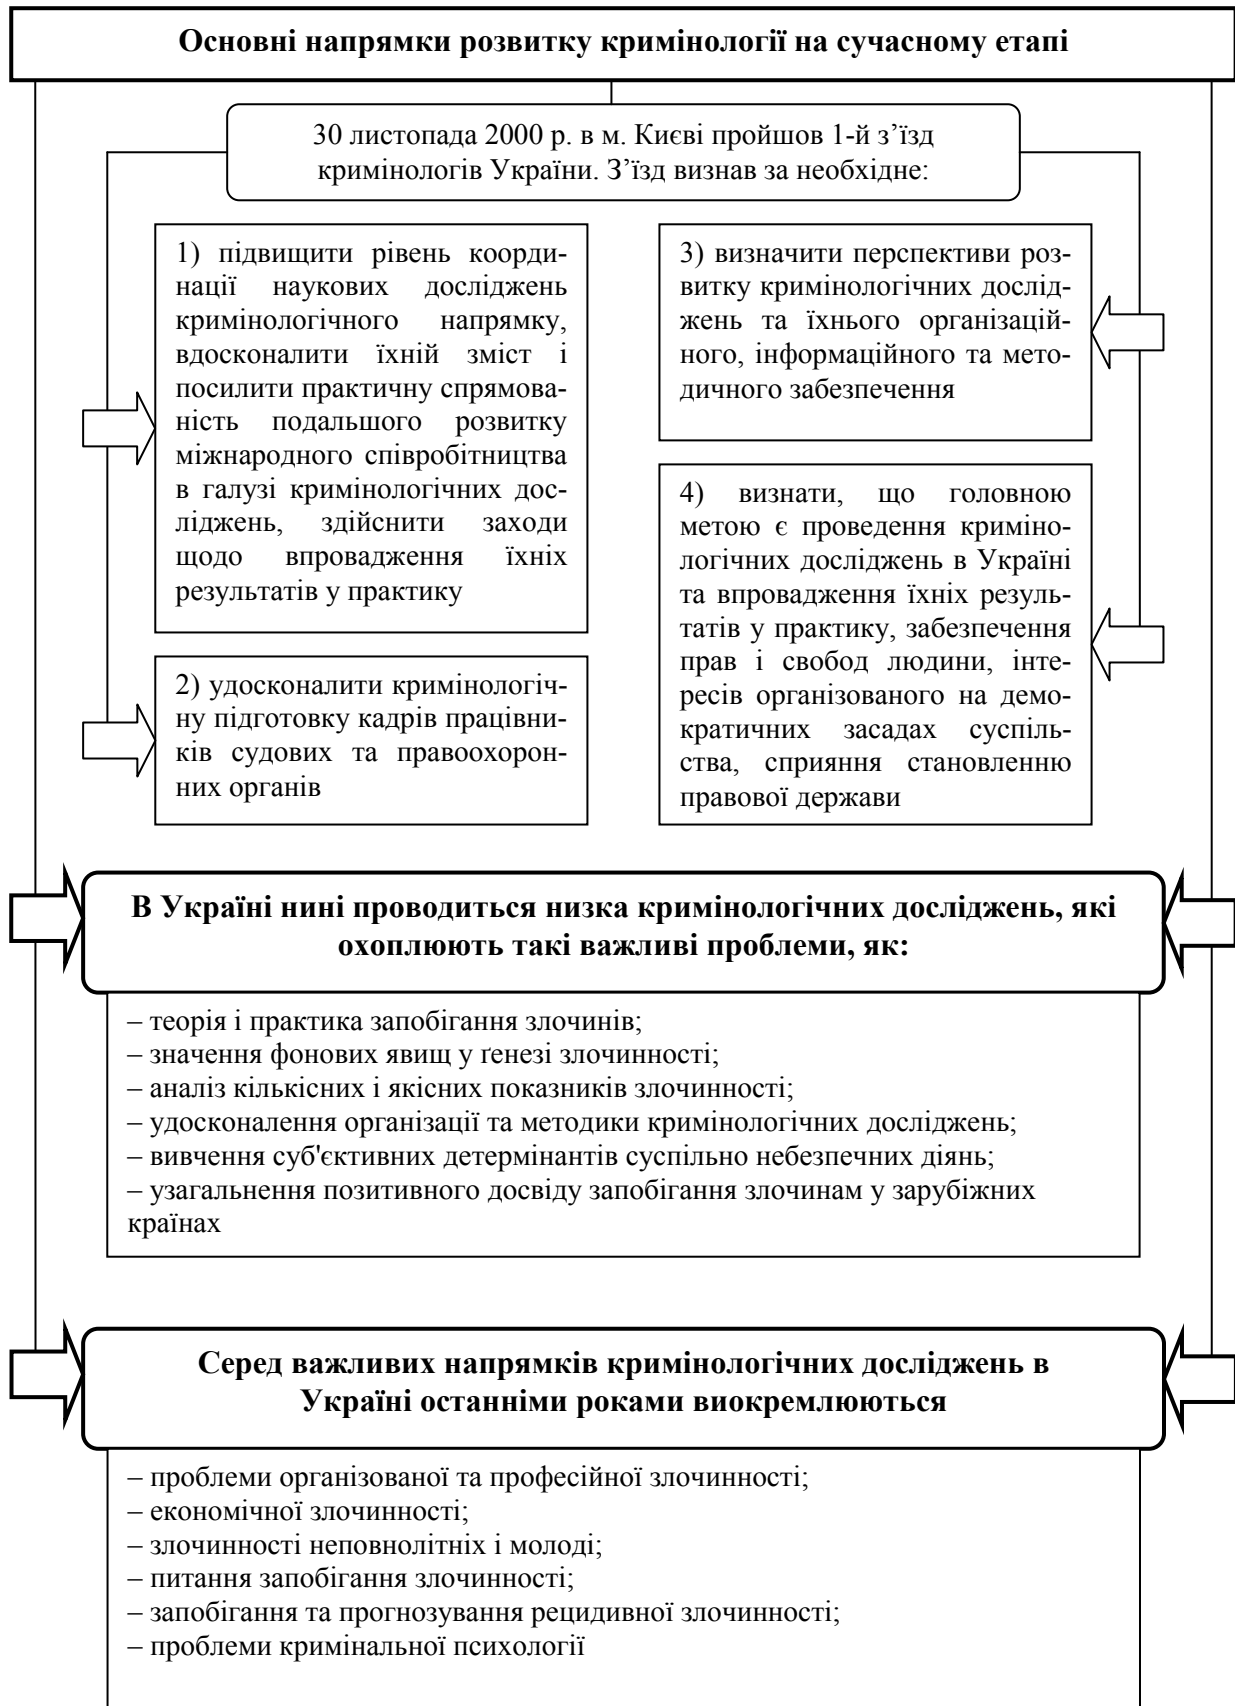 Основні напрямки розвитку кримінології на сучасному етапі
30 листопада 2000 р. в м. Києві пройшов 1-й з’їзд
кримінологів України. З’їзд визнав за необхідне:
1) підвищити рівень коорди-
нації наукових досліджень
кримінологічного напрямку,
вдосконалити їхній зміст і
посилити практичну спрямова-
ність подальшого розвитку
міжнародного співробітництва
в галузі кримінологічних дос-
ліджень, здійснити заходи
щодо впровадження їхніх
результатів у практику
2) удосконалити кримінологіч-
ну підготовку кадрів працівни-
ків судових та правоохорон-
них органів
3) визначити перспективи роз-
витку кримінологічних дослід-
жень та їхнього організацій-
ного, інформаційного та мето-
дичного забезпечення
4) визнати, що головною
метою є проведення криміно-
логічних досліджень в Україні
та впровадження їхніх резуль-
татів у практику, забезпечення
прав і свобод людини, інте-
ресів організованого на демо-
кратичних засадах суспіль-
ства, сприяння становленню
правової держави
В Україні нині проводиться низка кримінологічних досліджень, які
охоплюють такі важливі проблеми, як:
– теорія і практика запобігання злочинів;
– значення фонових явищ у ґенезі злочинності;
– аналіз кількісних і якісних показників злочинності;
– удосконалення організації та методики кримінологічних досліджень;
– вивчення суб'єктивних детермінантів суспільно небезпечних діянь;
– узагальнення позитивного досвіду запобігання злочинам у зарубіжних
країнах
Серед важливих напрямків кримінологічних досліджень в
Україні останніми роками виокремлюються
– проблеми організованої та професійної злочинності;
– економічної злочинності;
– злочинності неповнолітніх і молоді;
– питання запобігання злочинності;
– запобігання та прогнозування рецидивної злочинності;
– проблеми кримінальної психології